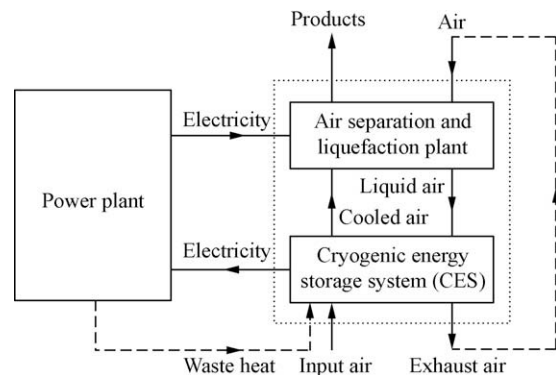 Products
Air
Electricity
Air separation and
liquefaction plant
Power plant
Liquid air
Cooled air
Electricity
Cryogenic energy
storage system (CES)
Waste heat
Input air
Exhaust air